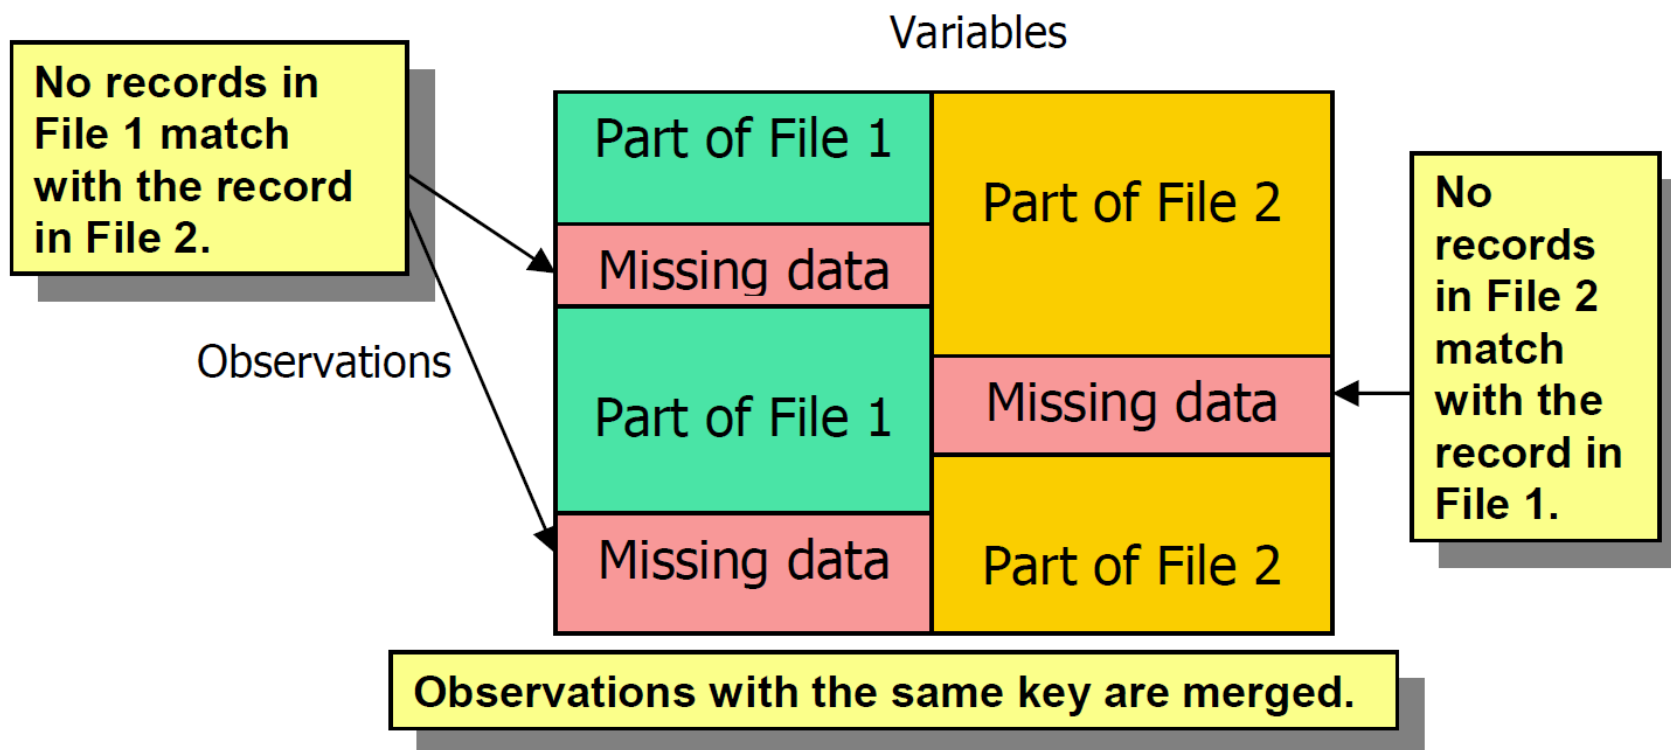 Variables
No records in
File 1 match
with the record
in File 2.
Part of File 1
Part of File 2
No
records
in File 2
match
with the
record in
File 1.
Missing data
Observations
Part of File 1
Missing data
Missing data
Part of File 2
Observations with the same key are merged.